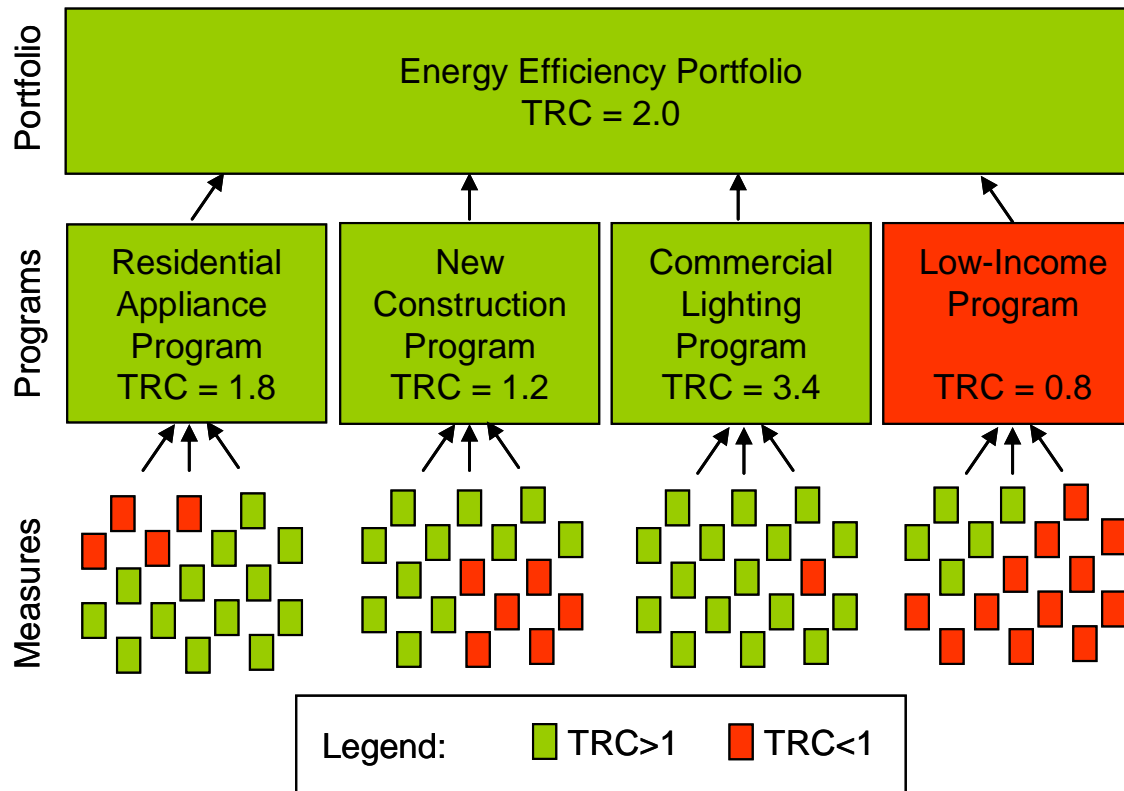 Portfolio
Energy Efficiency Portfolio
TRC = 2.0
Programs
Residential
Appliance
Program
TRC = 1.8
New
Construction
Program
TRC = 1.2
Commercial
Lighting
Program
TRC = 3.4
Low-Income
Program
TRC = 0.8
Measures
Legend:
TRC>1
TRC<1